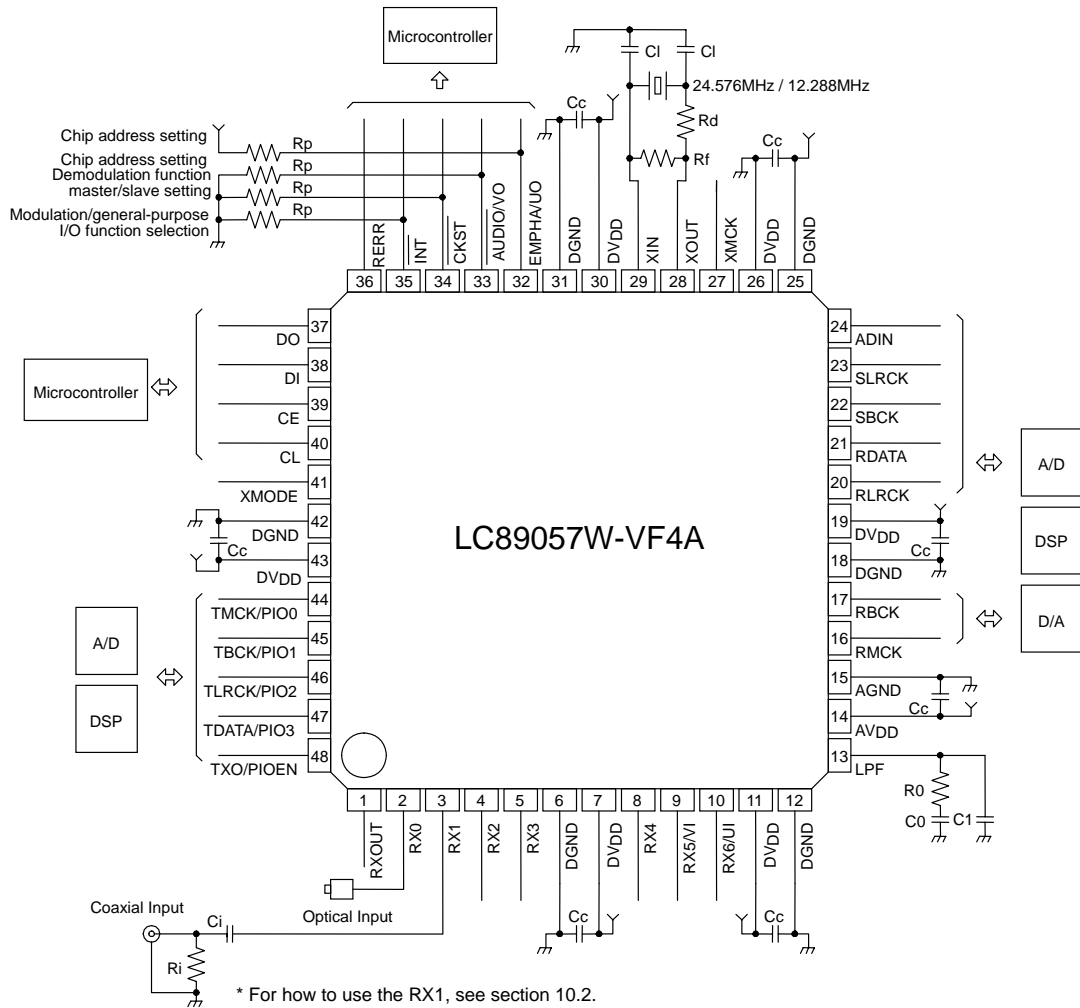 Microcontroller
Cl
Cl
24.576MHz / 12.288MHz
Cc
Rd
Cc
Rf
Chip address setting
Rp
Chip address setting
Rp
Demodulation function
master/slave setting
Rp
Modulation/general-purpose
I/O function selection
Rp
RERR
INT
CKST
AUDIO/VO
EMPHA/UO
DGND
DVDD
XIN
XOUT
XMCK
DVDD
DGND
36
35
34
33
32
31
30
29
28
27
26
25
Microcontroller
37
DO
38
DI
39
CE
40
CL
41
XMODE
42
DGND
Cc
43
DVDD
44
TMCK/PIO0
45
TBCK/PIO1
46
TLRCK/PIO2
47
TDATA/PIO3
48
TXO/PIOEN
A/D
DSP
LC89057W-VF4A
24
ADIN
23
SLRCK
22
SBCK
21
RDATA
20
RLRCK
19
DVDD
Cc
18
DGND
17
RBCK
16
RMCK
15
AGND
Cc
14
AVDD
13
LPF
A/D
DSP
D/A
R0
C0
C1
1
2
3
4
5
6
7
8
9
10
11
12
RXOUT
RX0
RX1
RX2
RX3
DGND
DVDD
RX4
RX5/VI
RX6/UI
DVDD
DGND
Coaxial Input
Ci
Optical Input
Cc
Cc
Ri
* For how to use the RX1, see section 10.2.